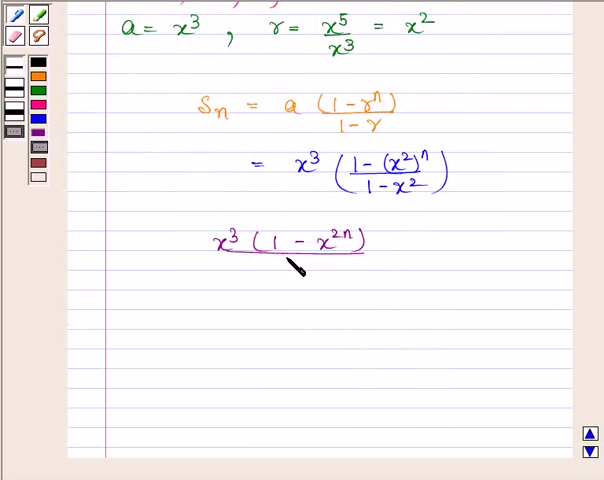 a = x³ , r = x⁵/x³ = x²
Sₙ = a (1 - rⁿ)/1 - r
= x³ (1 - (x²)ⁿ/1 - x²)
x³ (1 - x²ⁿ)